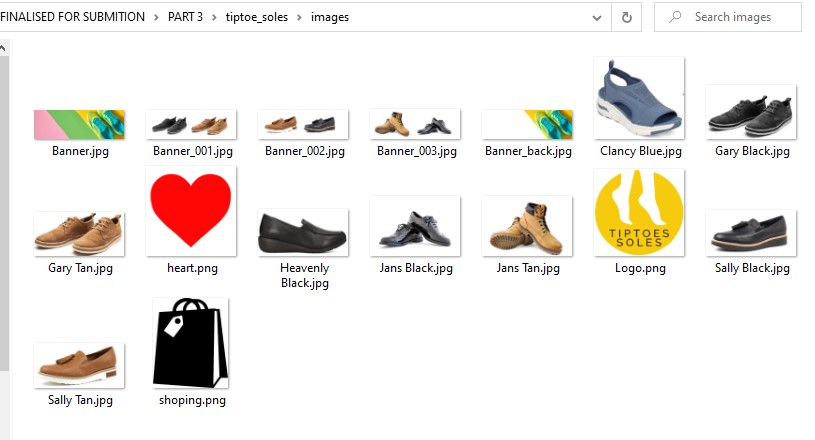 FINALISED FOR SUBMITION > PART 3 > tiptoe_soles > images
Search images
Banner.jpg
Banner_001.jpg
Banner_002.jpg
Banner_003.jpg
Banner_back.jpg
Clancy Blue.jpg
Gary Black.jpg
TIPTOES
SOLES
Gary Tan.jpg
heart.png
Heavenly
Black.jpg
Jans Black.jpg
Jans Tan.jpg
Logo.png
Sally Black.jpg
Sally Tan.jpg
shoping.png